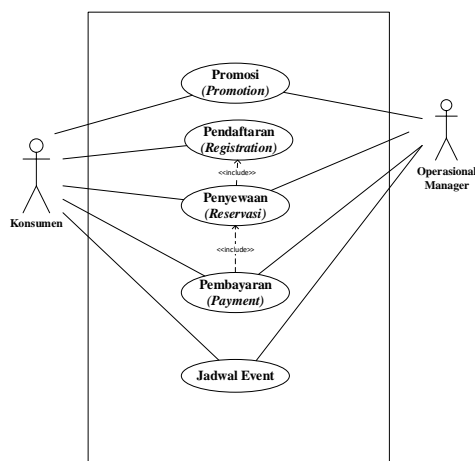 Promosi
(Promotion)
Pendaftaran
(Registration)
<<include>>
Penyewaan
(Reservasi)
<<include>>
Pembayaran
(Payment)
Jadwal Event
Konsumen
Operasional
Manager